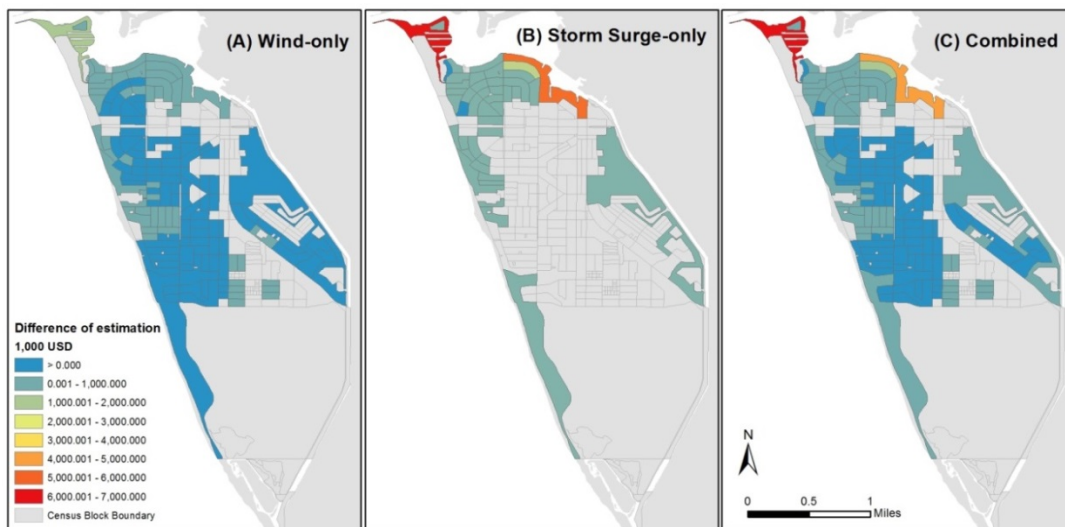 (A) Wind-only
(B) Storm Surge-only
(C) Combined
Difference of estimation
1,000 USD
> 0.000
0.001 - 1,000.000
1,000.001 - 2,000.000
2,000.001 - 3,000.000
3,000.001 - 4,000.000
4,000.001 - 5,000.000
5,000.001 - 6,000.000
6,000.001 - 7,000.000
Census Block Boundary
N
0 0.5 1
Miles